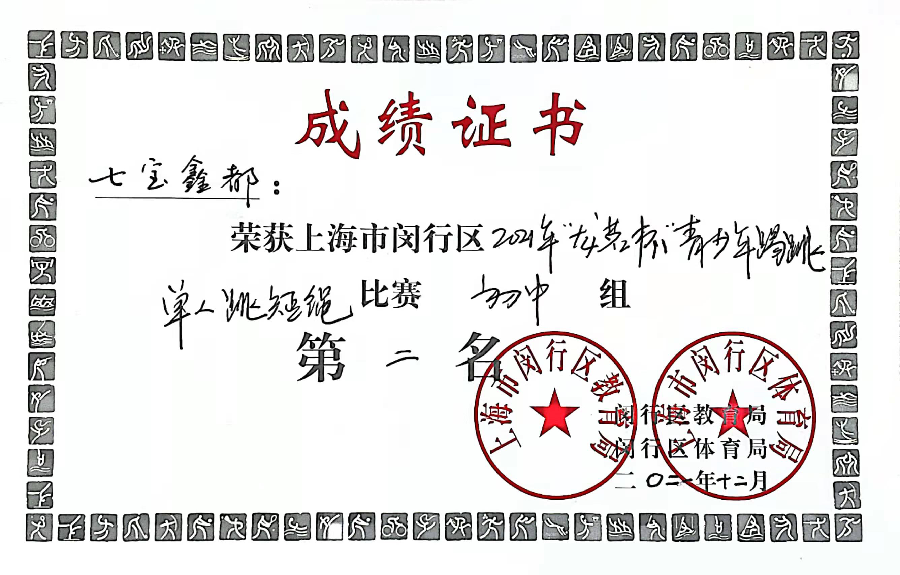 成绩证书
七宝鑫都：
荣获上海市闵行区2021年“ 杯”青少年踢跳
单人跳短绳比赛 初中 组
第二名
上海市闵行区教育局
上海市闵行区体育局
闵行区教育局
闵行区体育局
二〇二一年十二月